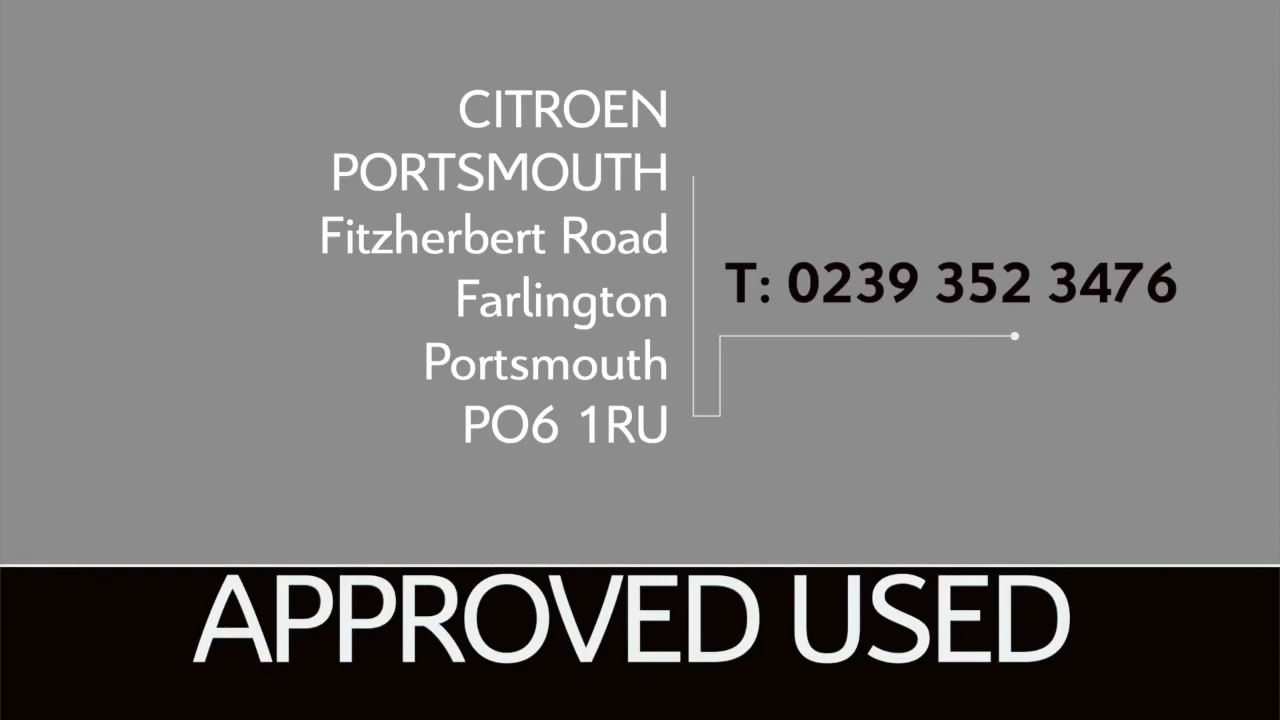 CITROEN
PORTSMOUTH
Fitzherbert Road
Farlington
Portsmouth
PO6 1RU
T: 0239 352 3476
APPROVED USED